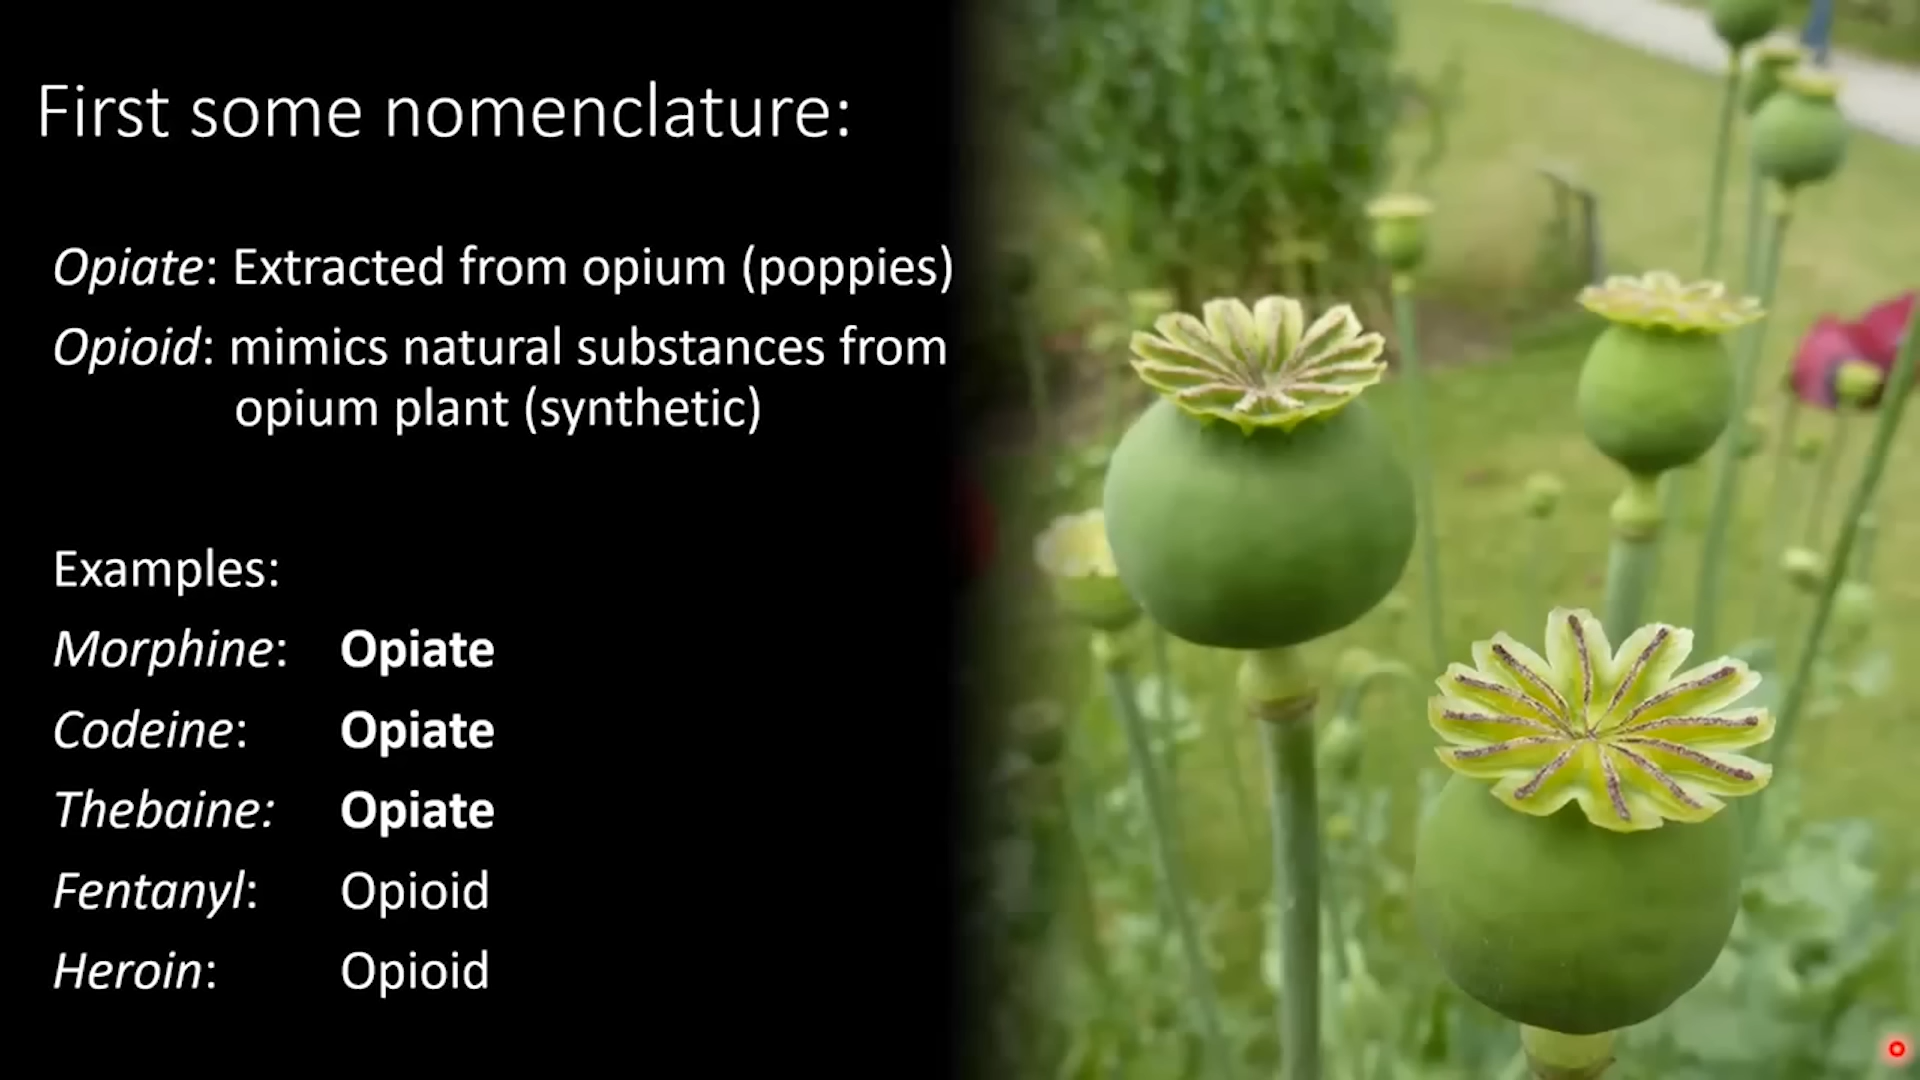 First some nomenclature:
Opiate: Extracted from opium (poppies)
Opioid: mimics natural substances from
opium plant (synthetic)
Examples:
Morphine: Opiate
Codeine: Opiate
Thebaine: Opiate
Fentanyl: Opioid
Heroin: Opioid